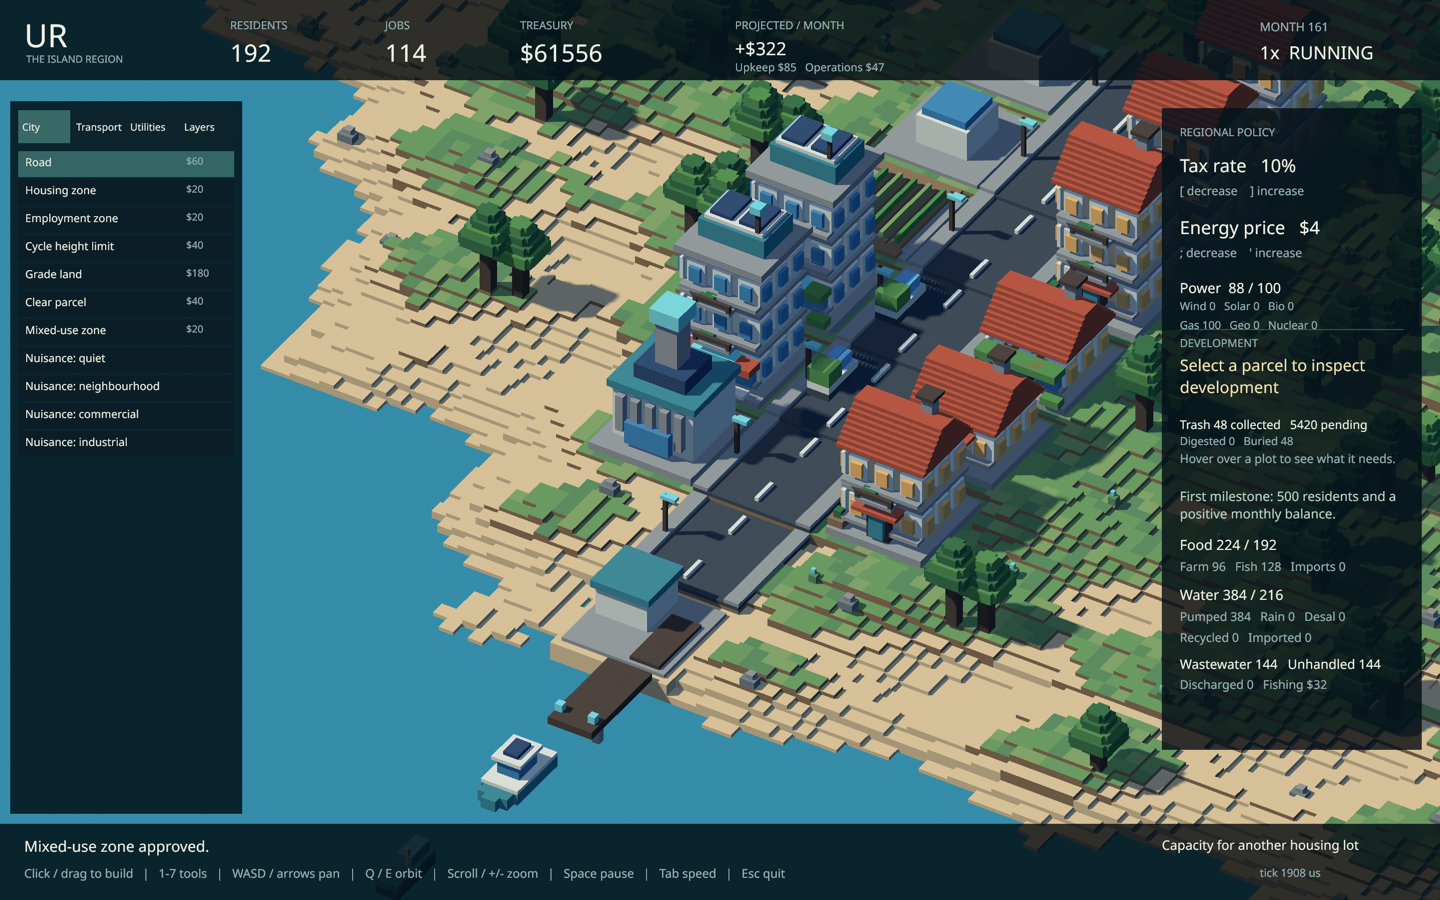 UR
THE ISLAND REGION
RESIDENTS
192
JOBS
114
TREASURY
$61556
PROJECTED / MONTH
+$322
Upkeep $85 Operations $47
MONTH 161
1x RUNNING
City Transport Utilities Layers
Road $60
Housing zone $20
Employment zone $20
Cycle height limit $40
Grade land $180
Clear parcel $40
Mixed-use zone $20
Nuisance: quiet
Nuisance: neighbourhood
Nuisance: commercial
Nuisance: industrial
REGIONAL POLICY
Tax rate 10%
[ decrease ] increase
Energy price $4
; decrease ' increase
Power 88 / 100
Wind 0 Solar 0 Bio 0
Gas 100 Geo 0 Nuclear 0
DEVELOPMENT
Select a parcel to inspect
development
Trash 48 collected 5420 pending
Digested 0 Buried 48
Hover over a plot to see what it needs.
First milestone: 500 residents and a
positive monthly balance.
Food 224 / 192
Farm 96 Fish 128 Imports 0
Water 384 / 216
Pumped 384 Rain 0 Desal 0
Recycled 0 Imported 0
Wastewater 144 Unhandled 144
Discharged 0 Fishing $32
Mixed-use zone approved.
Click / drag to build | 1-7 tools | WASD / arrows pan | Q / E orbit | Scroll / +/- zoom | Space pause | Tab speed | Esc quit
Capacity for another housing lot
tick 1908 us